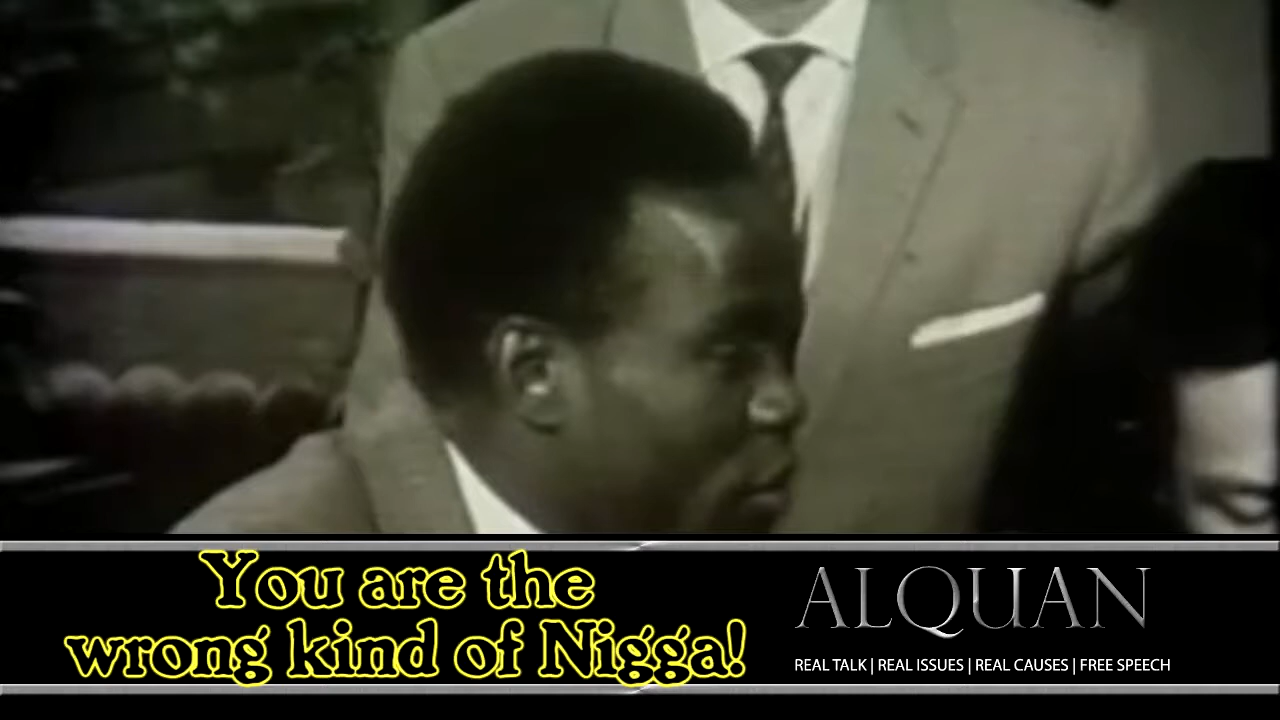 You are the
wrong kind of Nigga!
ALQUAN
REAL TALK | REAL ISSUES | REAL CAUSES | FREE SPEECH